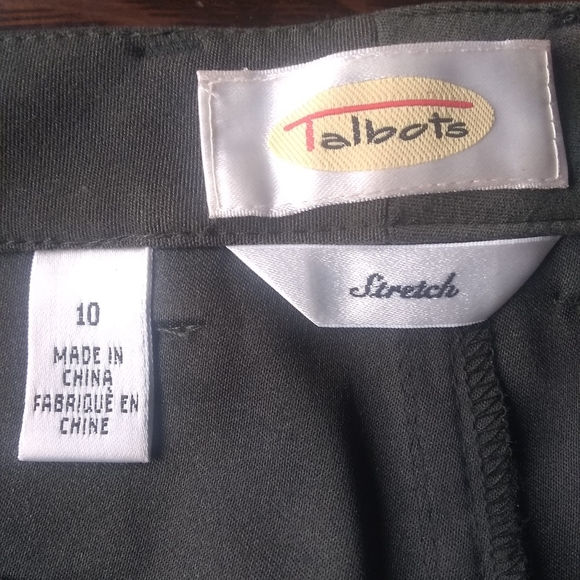 Talbots
Stretch
10
MADE IN
CHINA
FABRIQUÉ EN
CHINE